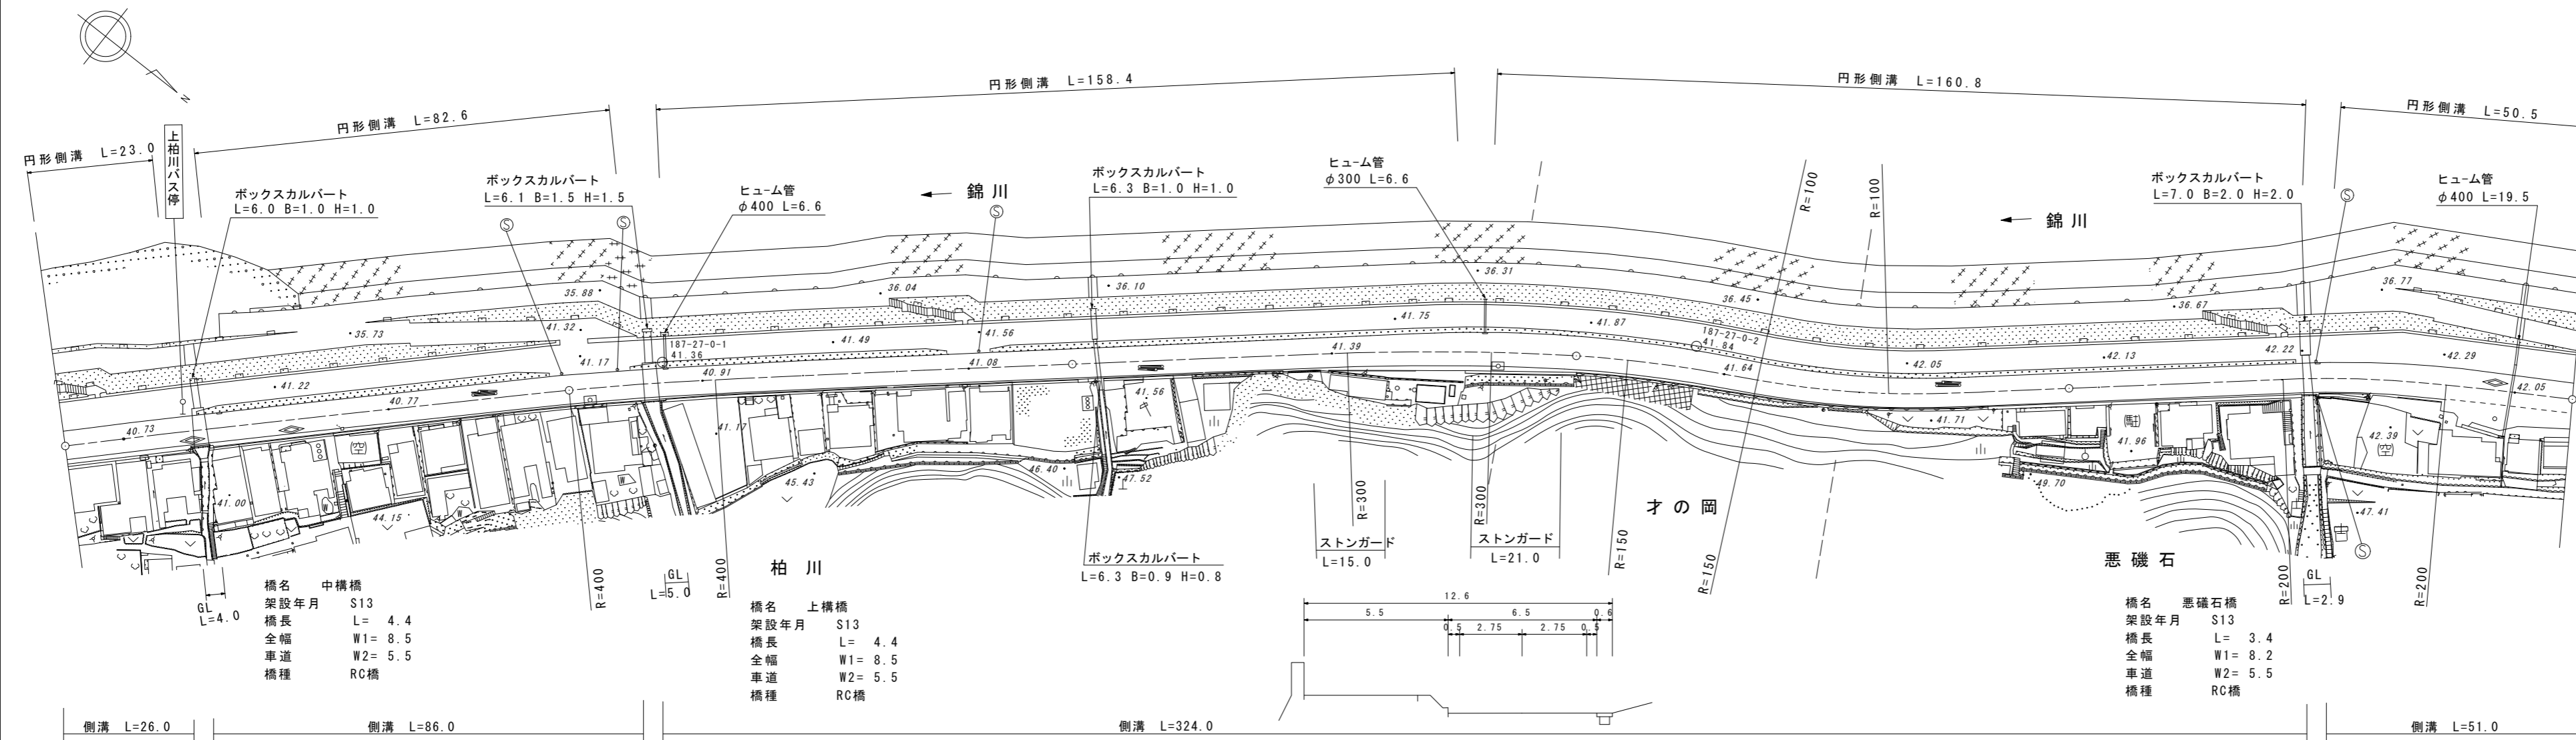 N
円形側溝 L=23.0
上柏川バス停
円形側溝 L=82.6
円形側溝 L=158.4
円形側溝 L=160.8
円形側溝 L=50.5
ボックスカルバート
L=6.0 B=1.0 H=1.0
ボックスカルバート
L=6.1 B=1.5 H=1.5
ヒューム管
φ400 L=6.6
錦川
ボックスカルバート
L=6.3 B=1.0 H=1.0
ヒューム管
φ300 L=6.6
R=100
R=100
錦川
ボックスカルバート
L=7.0 B=2.0 H=2.0
ヒューム管
φ400 L=19.5
S
S
S
S
35.73
35.88
36.04
36.10
36.31
36.45
36.67
36.77
41.32
41.17
41.22
40.77
40.73
187-27-0-1
41.36
41.49
40.91
41.56
41.08
41.75
41.39
41.87
187-27-0-2
41.84
41.64
42.05
42.13
42.22
42.29
42.05
41.00
44.15
41.17
45.43
46.40
41.56
47.52
41.71
41.96
49.70
42.39
47.41
空
W
W
W
駐
空
S
GL
L=4.0
R=400
GL
L=5.0
R=400
柏川
ボックスカルバート
L=6.3 B=0.9 H=0.8
ストンガード
L=15.0
R=300
R=300
ストンガード
L=21.0
R=150
R=150
才の岡
悪磯石
R=200
GL
L=2.9
R=200
橋名 中構橋
架設年月 S13
橋長 L= 4.4
全幅 W1= 8.5
車道 W2= 5.5
橋種 RC橋
橋名 上構橋
架設年月 S13
橋長 L= 4.4
全幅 W1= 8.5
車道 W2= 5.5
橋種 RC橋
12.6
5.5 6.5 0.6
0.5 2.75 2.75 0.5
橋名 悪礒石橋
架設年月 S13
橋長 L= 3.4
全幅 W1= 8.2
車道 W2= 5.5
橋種 RC橋
側溝 L=26.0
側溝 L=86.0
側溝 L=324.0
側溝 L=51.0